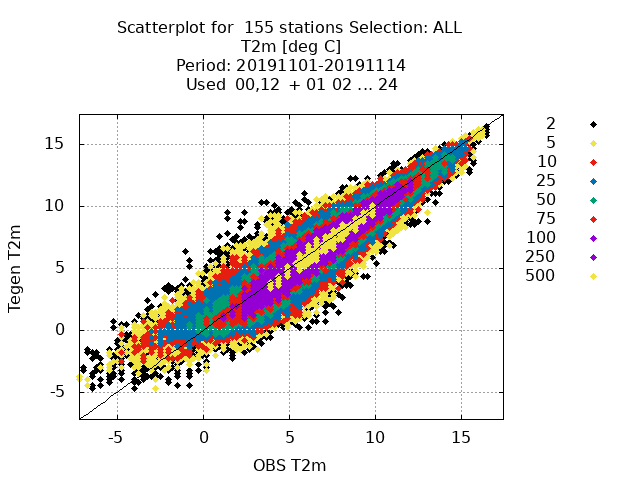 Scatterplot for  155 stations Selection: ALL
T2m [deg C]
Period: 20191101-20191114
Used  00,12  + 01 02 ... 24
Tegen T2m
15
10
5
0
-5
-5 0 5 10 15
OBS T2m
2
5
10
25
50
75
100
250
500